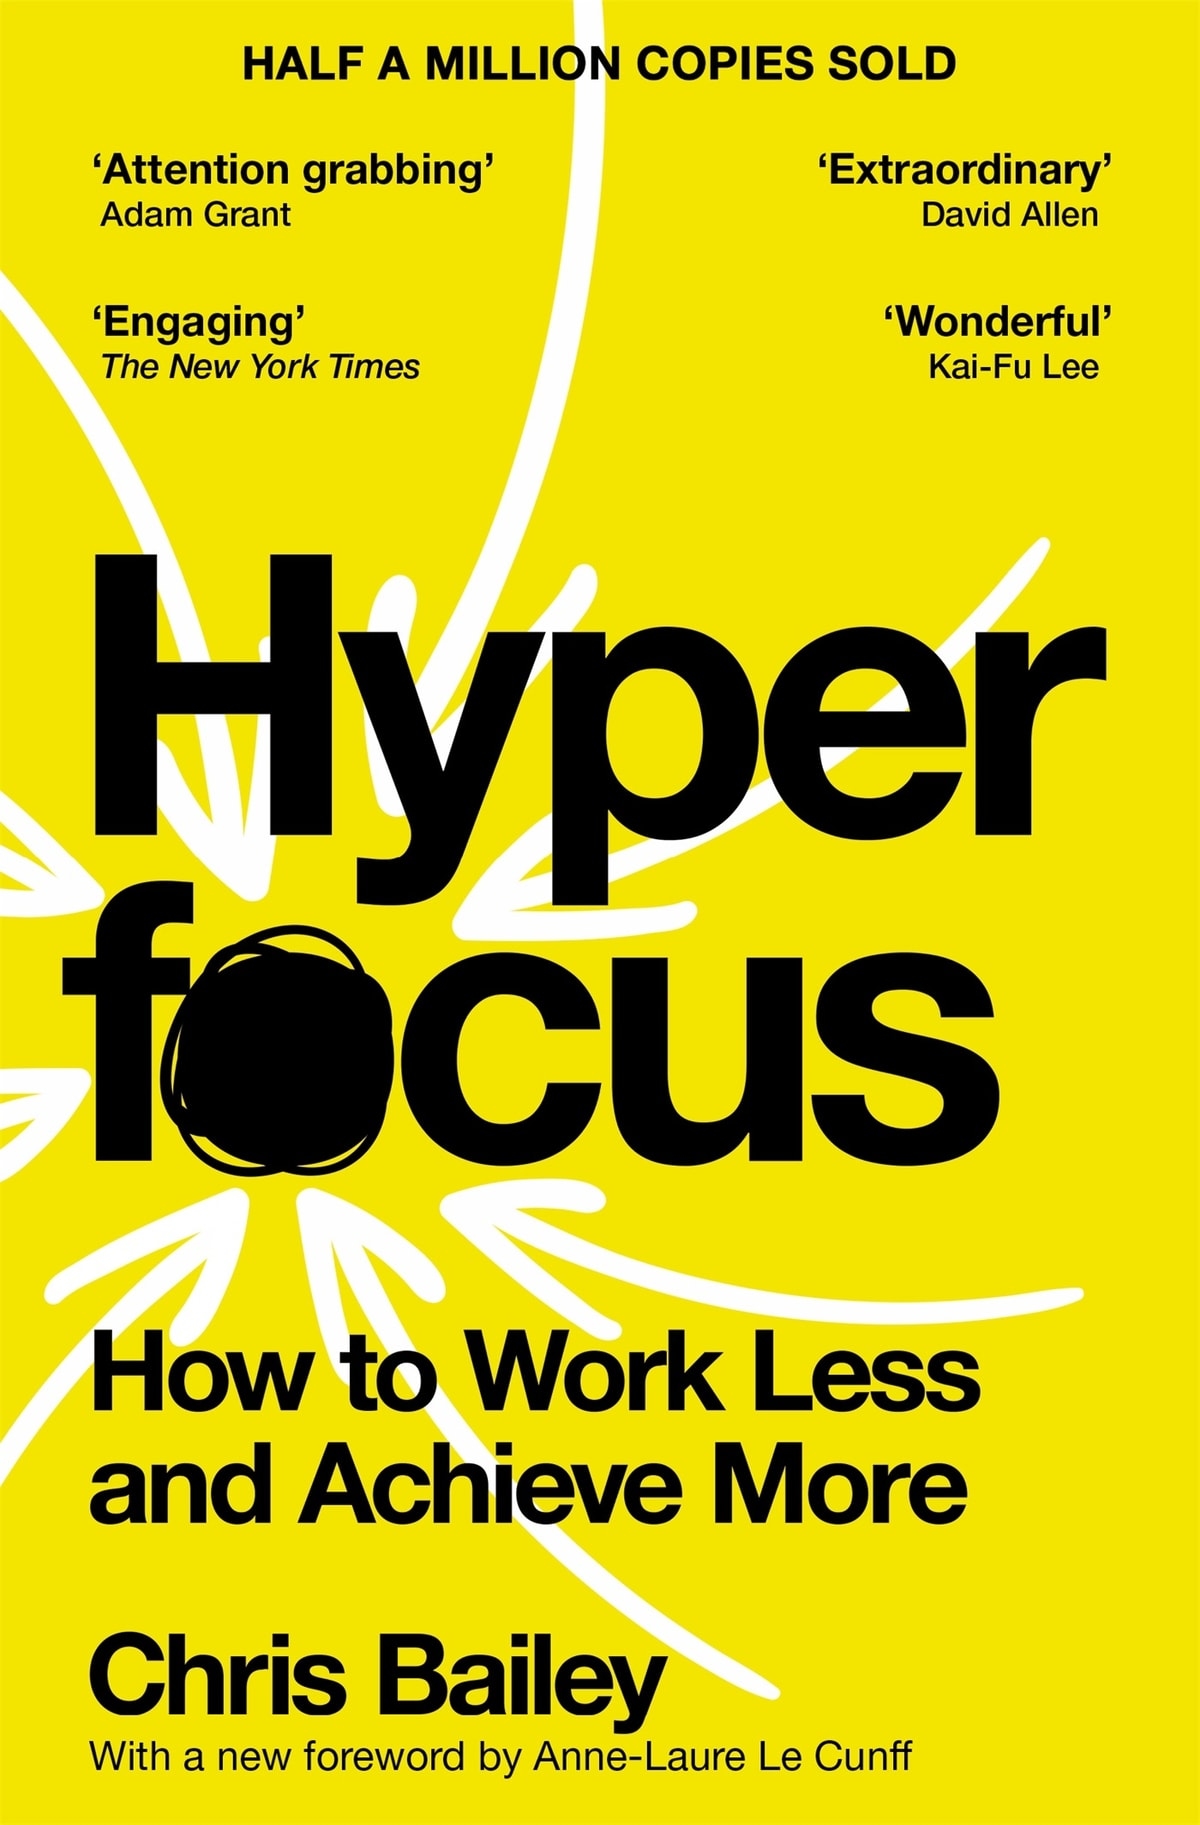 HALF A MILLION COPIES SOLD
‘Attention grabbing’
Adam Grant
‘Extraordinary’
David Allen
‘Engaging’
The New York Times
‘Wonderful’
Kai-Fu Lee
Hyper
focus
How to Work Less
and Achieve More
Chris Bailey
With a new foreword by Anne-Laure Le Cunff